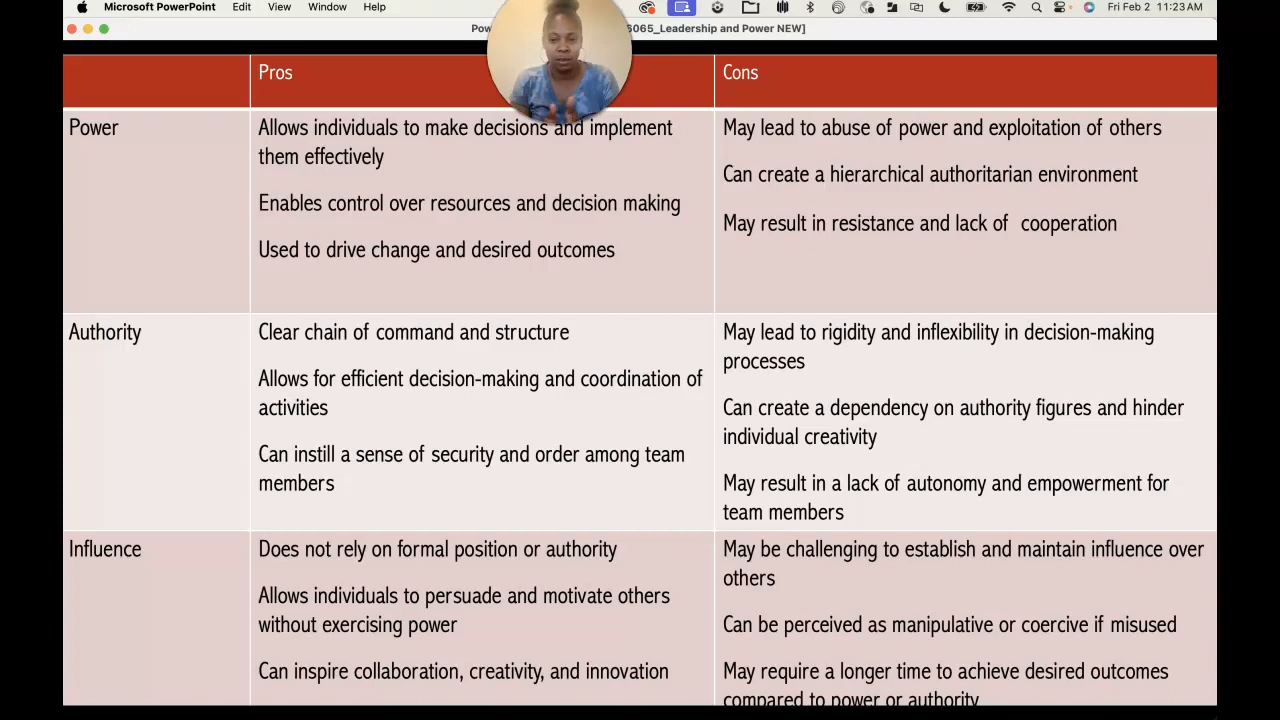 Microsoft PowerPoint Edit View Window Help Fri Feb 2 11:23 AM
6065_Leadership and Power NEW]
Pros Cons
Power
Allows individuals to make decisions and implement
them effectively
Enables control over resources and decision making
Used to drive change and desired outcomes
May lead to abuse of power and exploitation of others
Can create a hierarchical authoritarian environment
May result in resistance and lack of cooperation
Authority
Clear chain of command and structure
Allows for efficient decision-making and coordination of
activities
Can instill a sense of security and order among team
members
May lead to rigidity and inflexibility in decision-making
processes
Can create a dependency on authority figures and hinder
individual creativity
May result in a lack of autonomy and empowerment for
team members
Influence
Does not rely on formal position or authority
Allows individuals to persuade and motivate others
without exercising power
Can inspire collaboration, creativity, and innovation
May be challenging to establish and maintain influence over
others
Can be perceived as manipulative or coercive if misused
May require a longer time to achieve desired outcomes
compared to power or authority